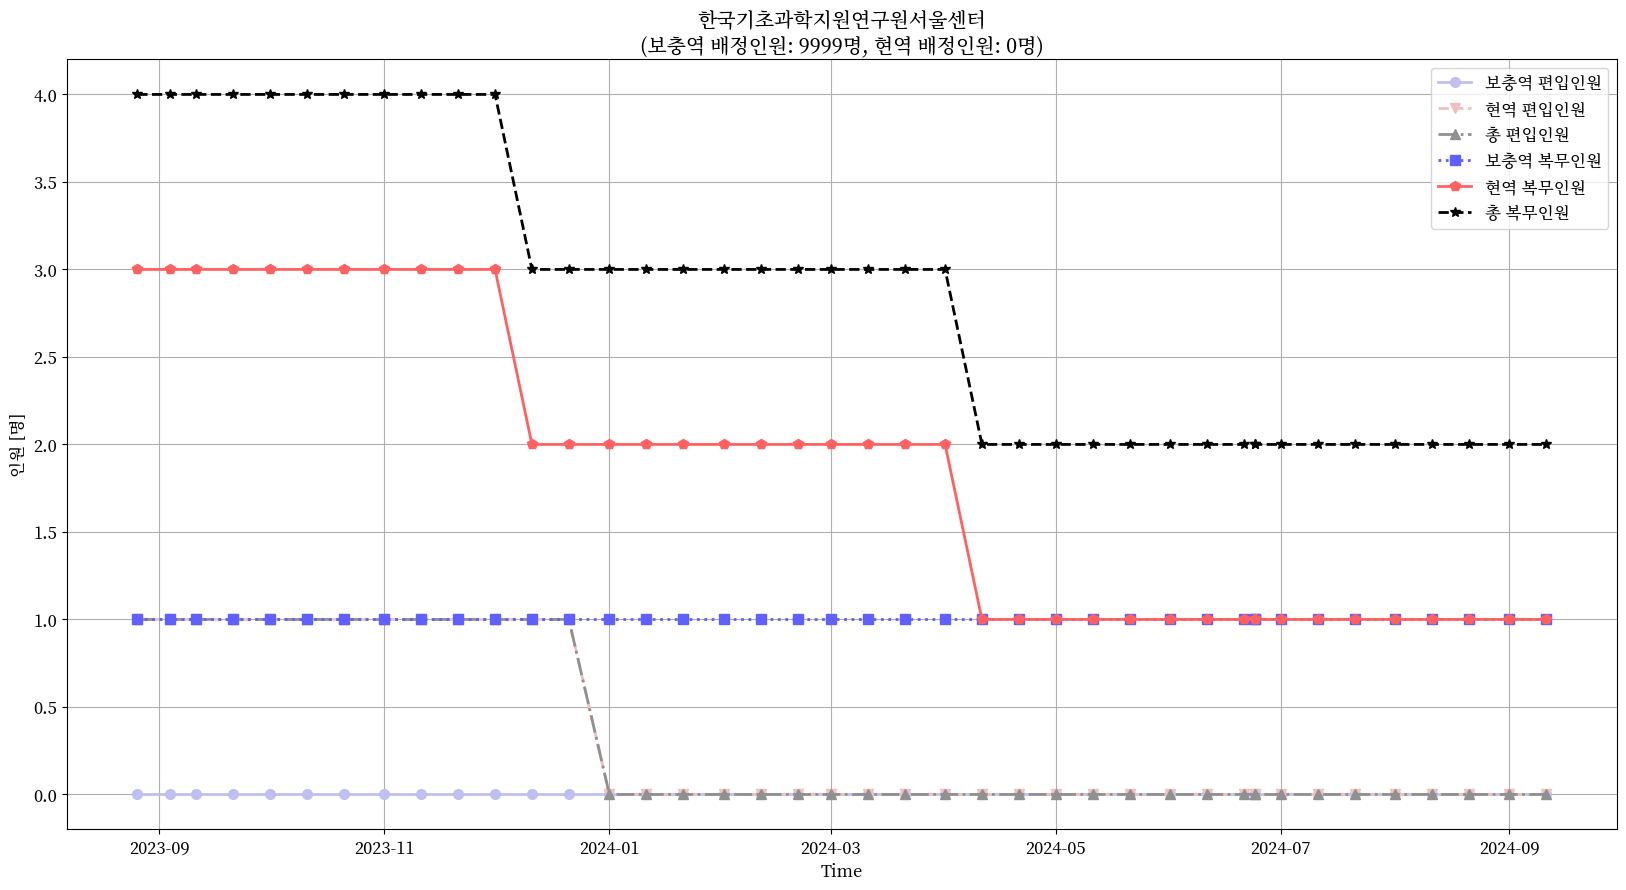 한국기초과학지원연구원서울센터
(보충역 배정인원: 9999명, 현역 배정인원: 0명)
보충역 편입인원
현역 편입인원
총 편입인원
보충역 복무인원
현역 복무인원
총 복무인원
4.0
3.5
3.0
2.5
2.0
1.5
1.0
0.5
0.0
인원 [명]
2023-09 2023-11 2024-01 2024-03 2024-05 2024-07 2024-09
Time